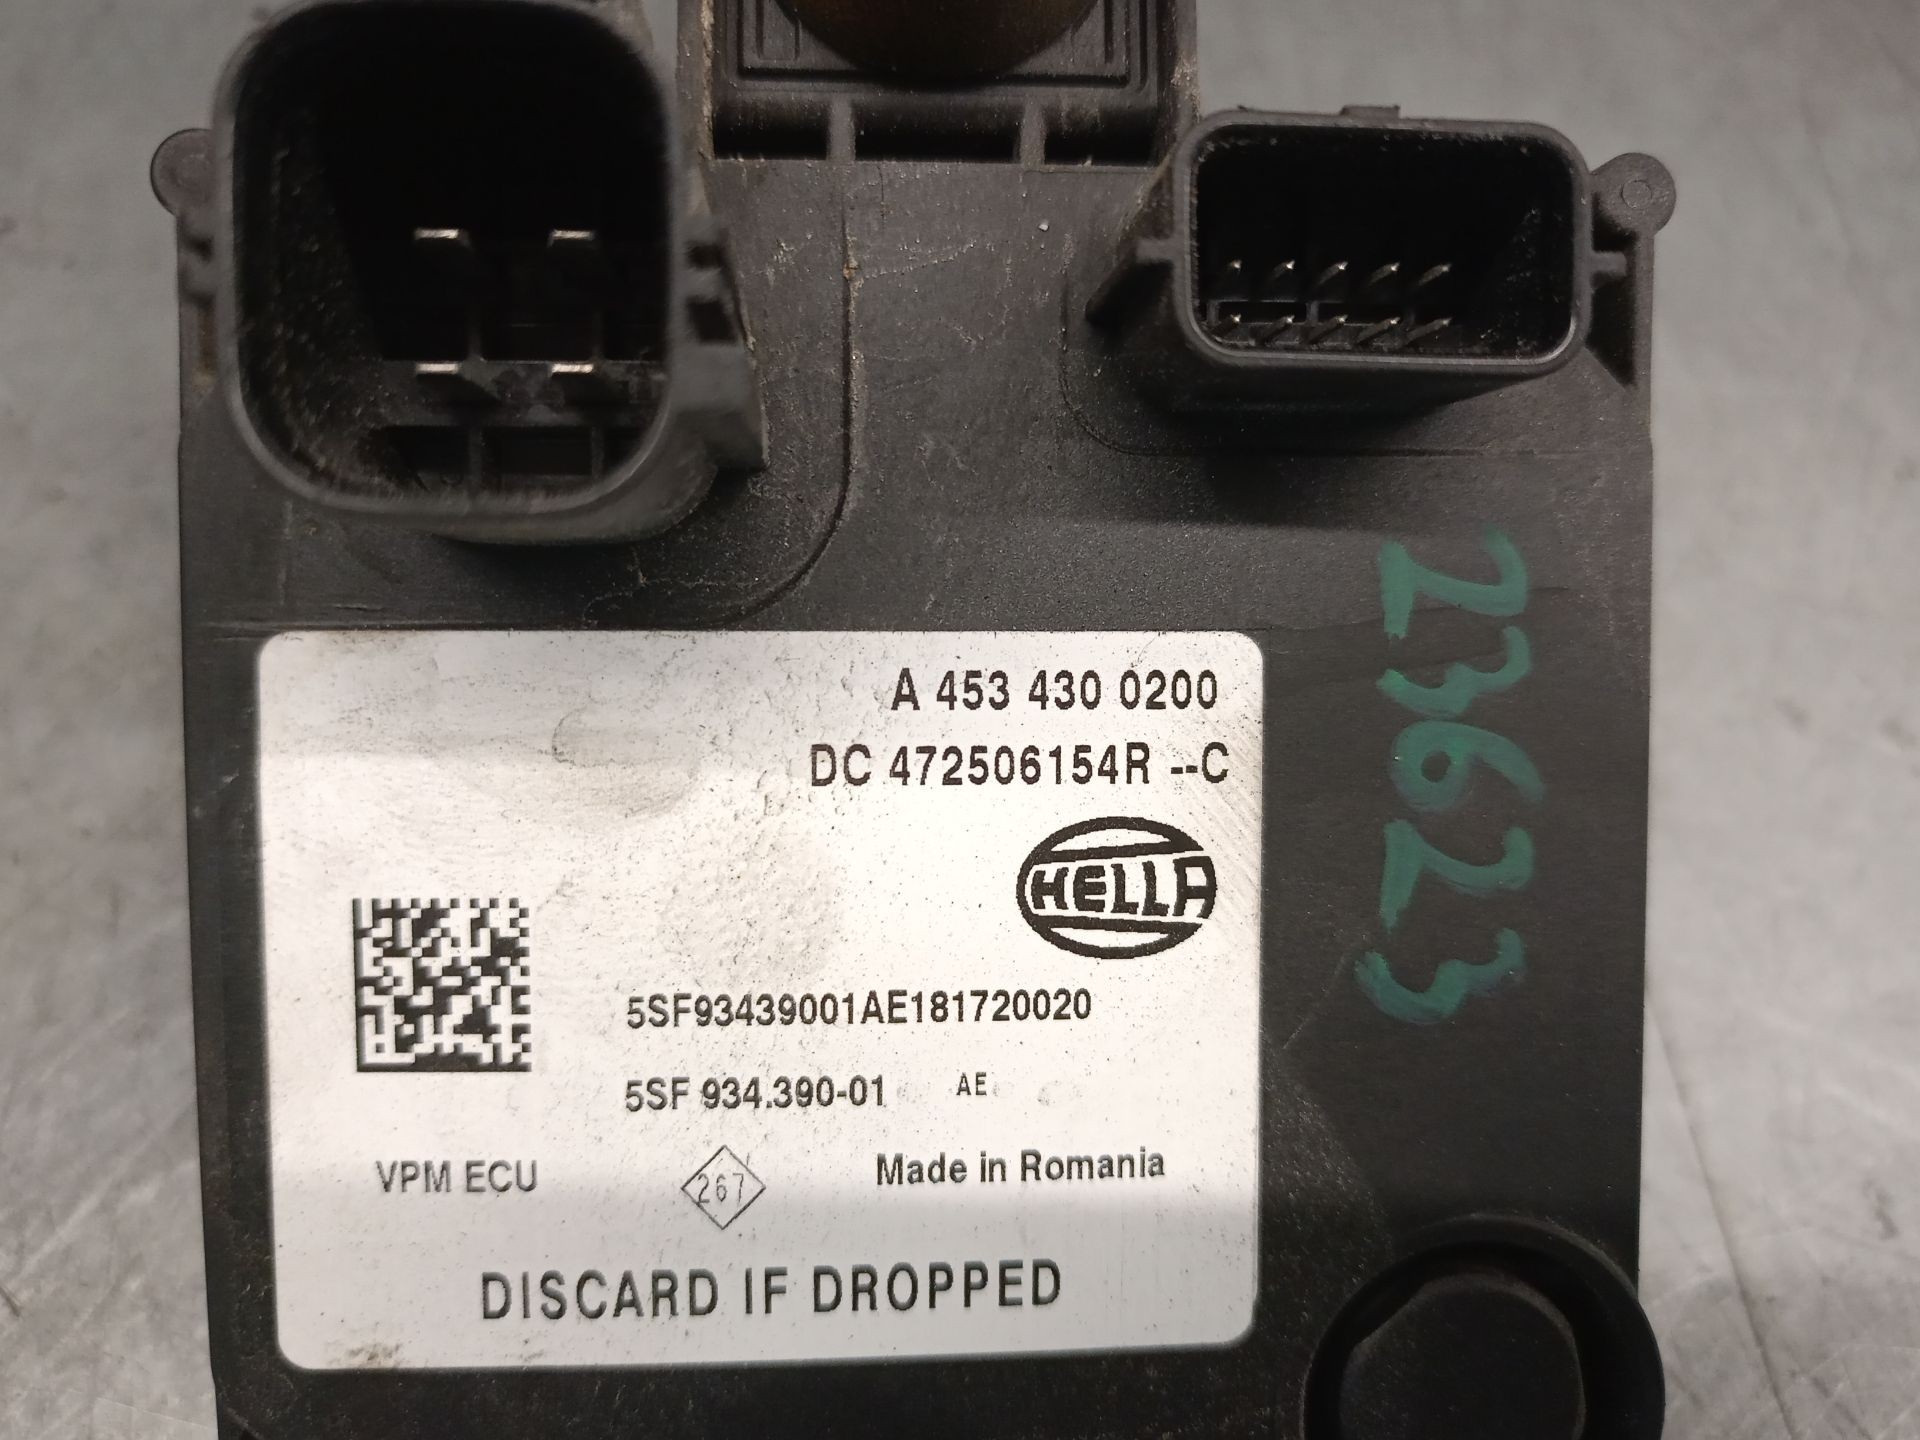 A 453 430 0200
DC 472506154R --C
HELLA
5SF93439001AE181720020
5SF 934.390-01 AE
VPM ECU
267
Made in Romania
DISCARD IF DROPPED
23623